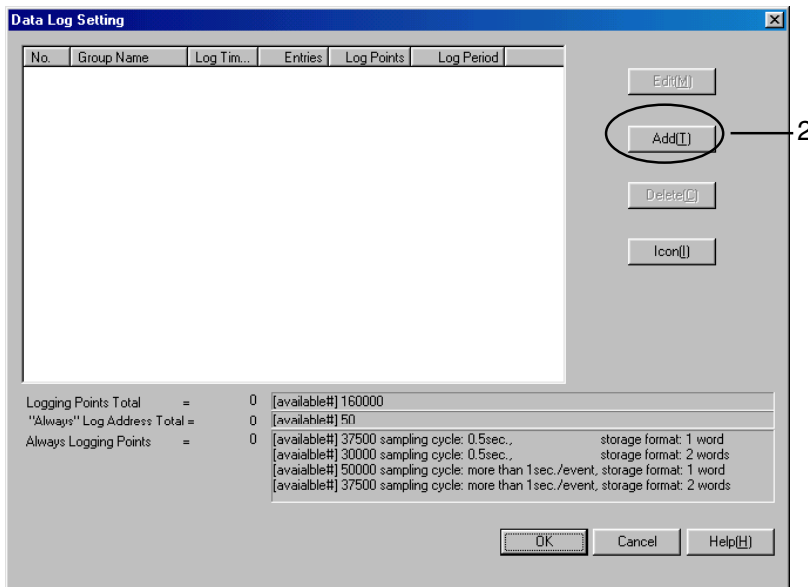 Data Log Setting
No. Group Name Log Tim... Entries Log Points Log Period
Edit(M)
Add(T) 2
Delete(C)
Icon(I)
Logging Points Total = 0 [available#] 160000
"Always" Log Address Total = 0 [available#] 50
Always Logging Points = 0 [available#] 37500 sampling cycle: 0.5sec., storage format: 1 word
[avaialble#] 30000 sampling cycle: 0.5sec., storage format: 2 words
[avaialble#] 50000 sampling cycle: more than 1sec./event, storage format: 1 word
[avaialble#] 37500 sampling cycle: more than 1sec./event, storage format: 2 words
OK Cancel Help(H)